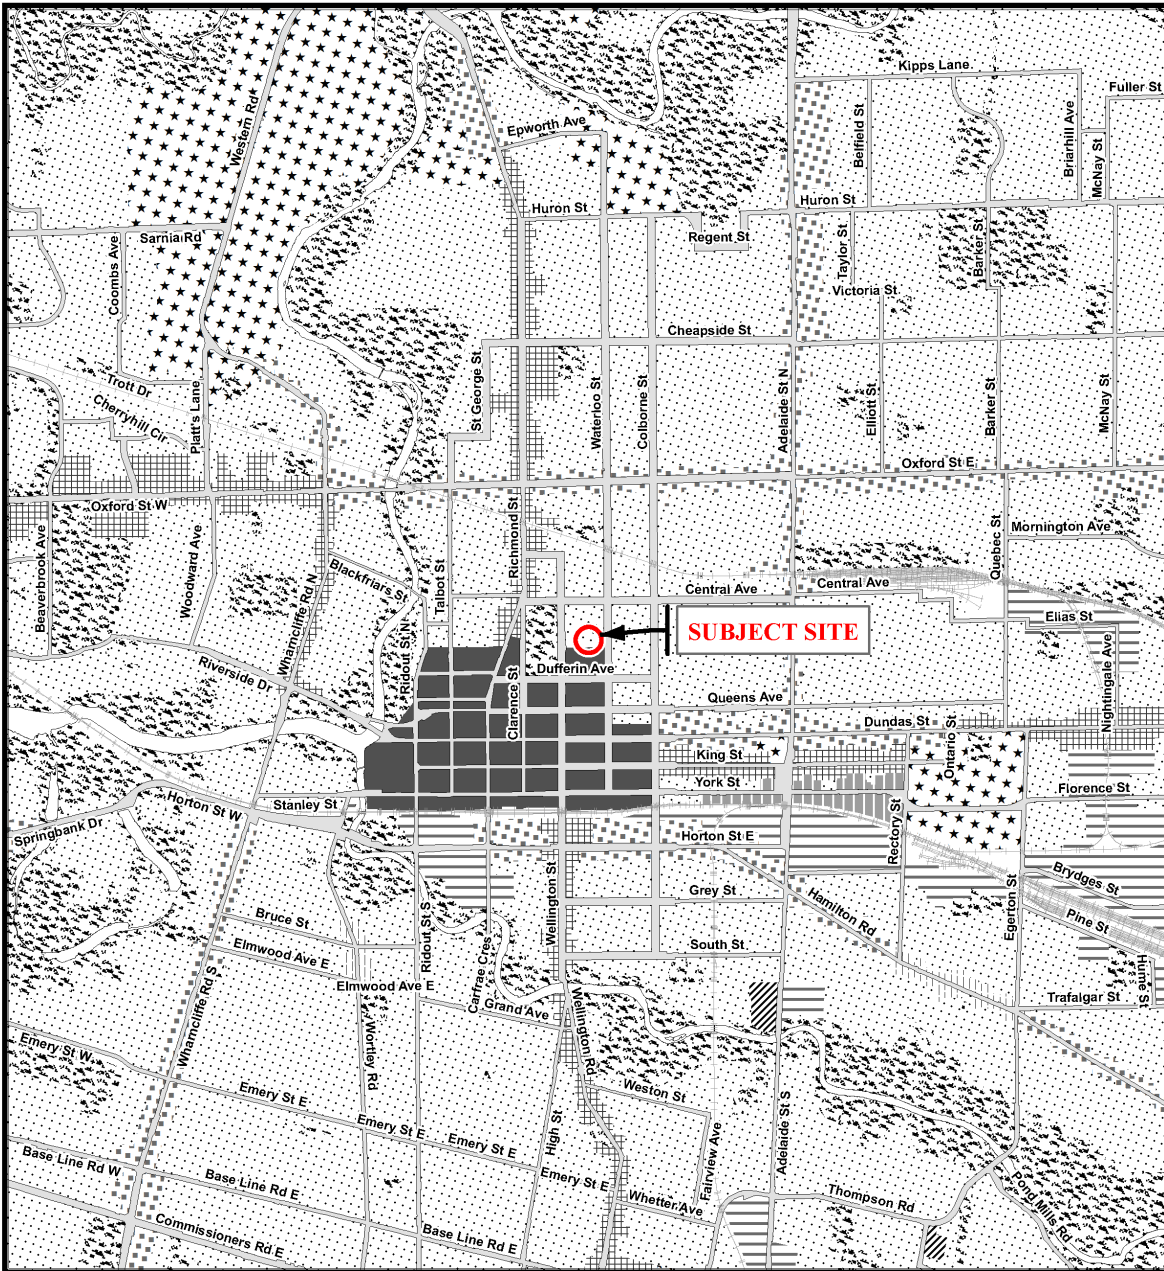 Kipps Lane
Fuller St
Western Rd
Epworth Ave
Belfield St
Briarhill Ave
McNay St
Huron St
Huron St
Sarnia Rd
Regent St
Coombs Ave
Taylor St
Barker St
Victoria St
Cheapside St
Trott Dr
Cherryhill Cir
Platt's Lane
St George St
Waterloo St
Colborne St
Adelaide St N
Elliott St
Barker St
McNay St
Oxford St E
Oxford St W
Beaverbrook Ave
Woodward Ave
Wharncliffe Rd N
Blackfriars St
Talbot St
Richmond St
Quebec St
Mornington Ave
Central Ave
Central Ave
Elias St
SUBJECT SITE
Ridout St N
Riverside Dr
Clarence St
Dufferin Ave
Queens Ave
Dundas St
Nightingale Ave
Ontario St
King St
York St
Florence St
Stanley St
Horton St W
Springbank Dr
Horton St E
Rectory St
Wellington St
Grey St
Hamilton Rd
Egerton St
Brydges St
Pine St
Bruce St
Elmwood Ave E
Ridout St S
South St
Carfrae Cres
Hume St
Elmwood Ave E
Grand Ave
Trafalgar St
Wharncliffe Rd S
Wortley Rd
Wellington Rd
Emery St W
Emery St E
Weston St
Emery St E
Emery St E
High St
Fairview Ave
Adelaide St S
Base Line Rd W
Base Line Rd E
Emery St E
Whetter Ave
Thompson Rd
Pond Mills Rd
Commissioners Rd E
Base Line Rd E